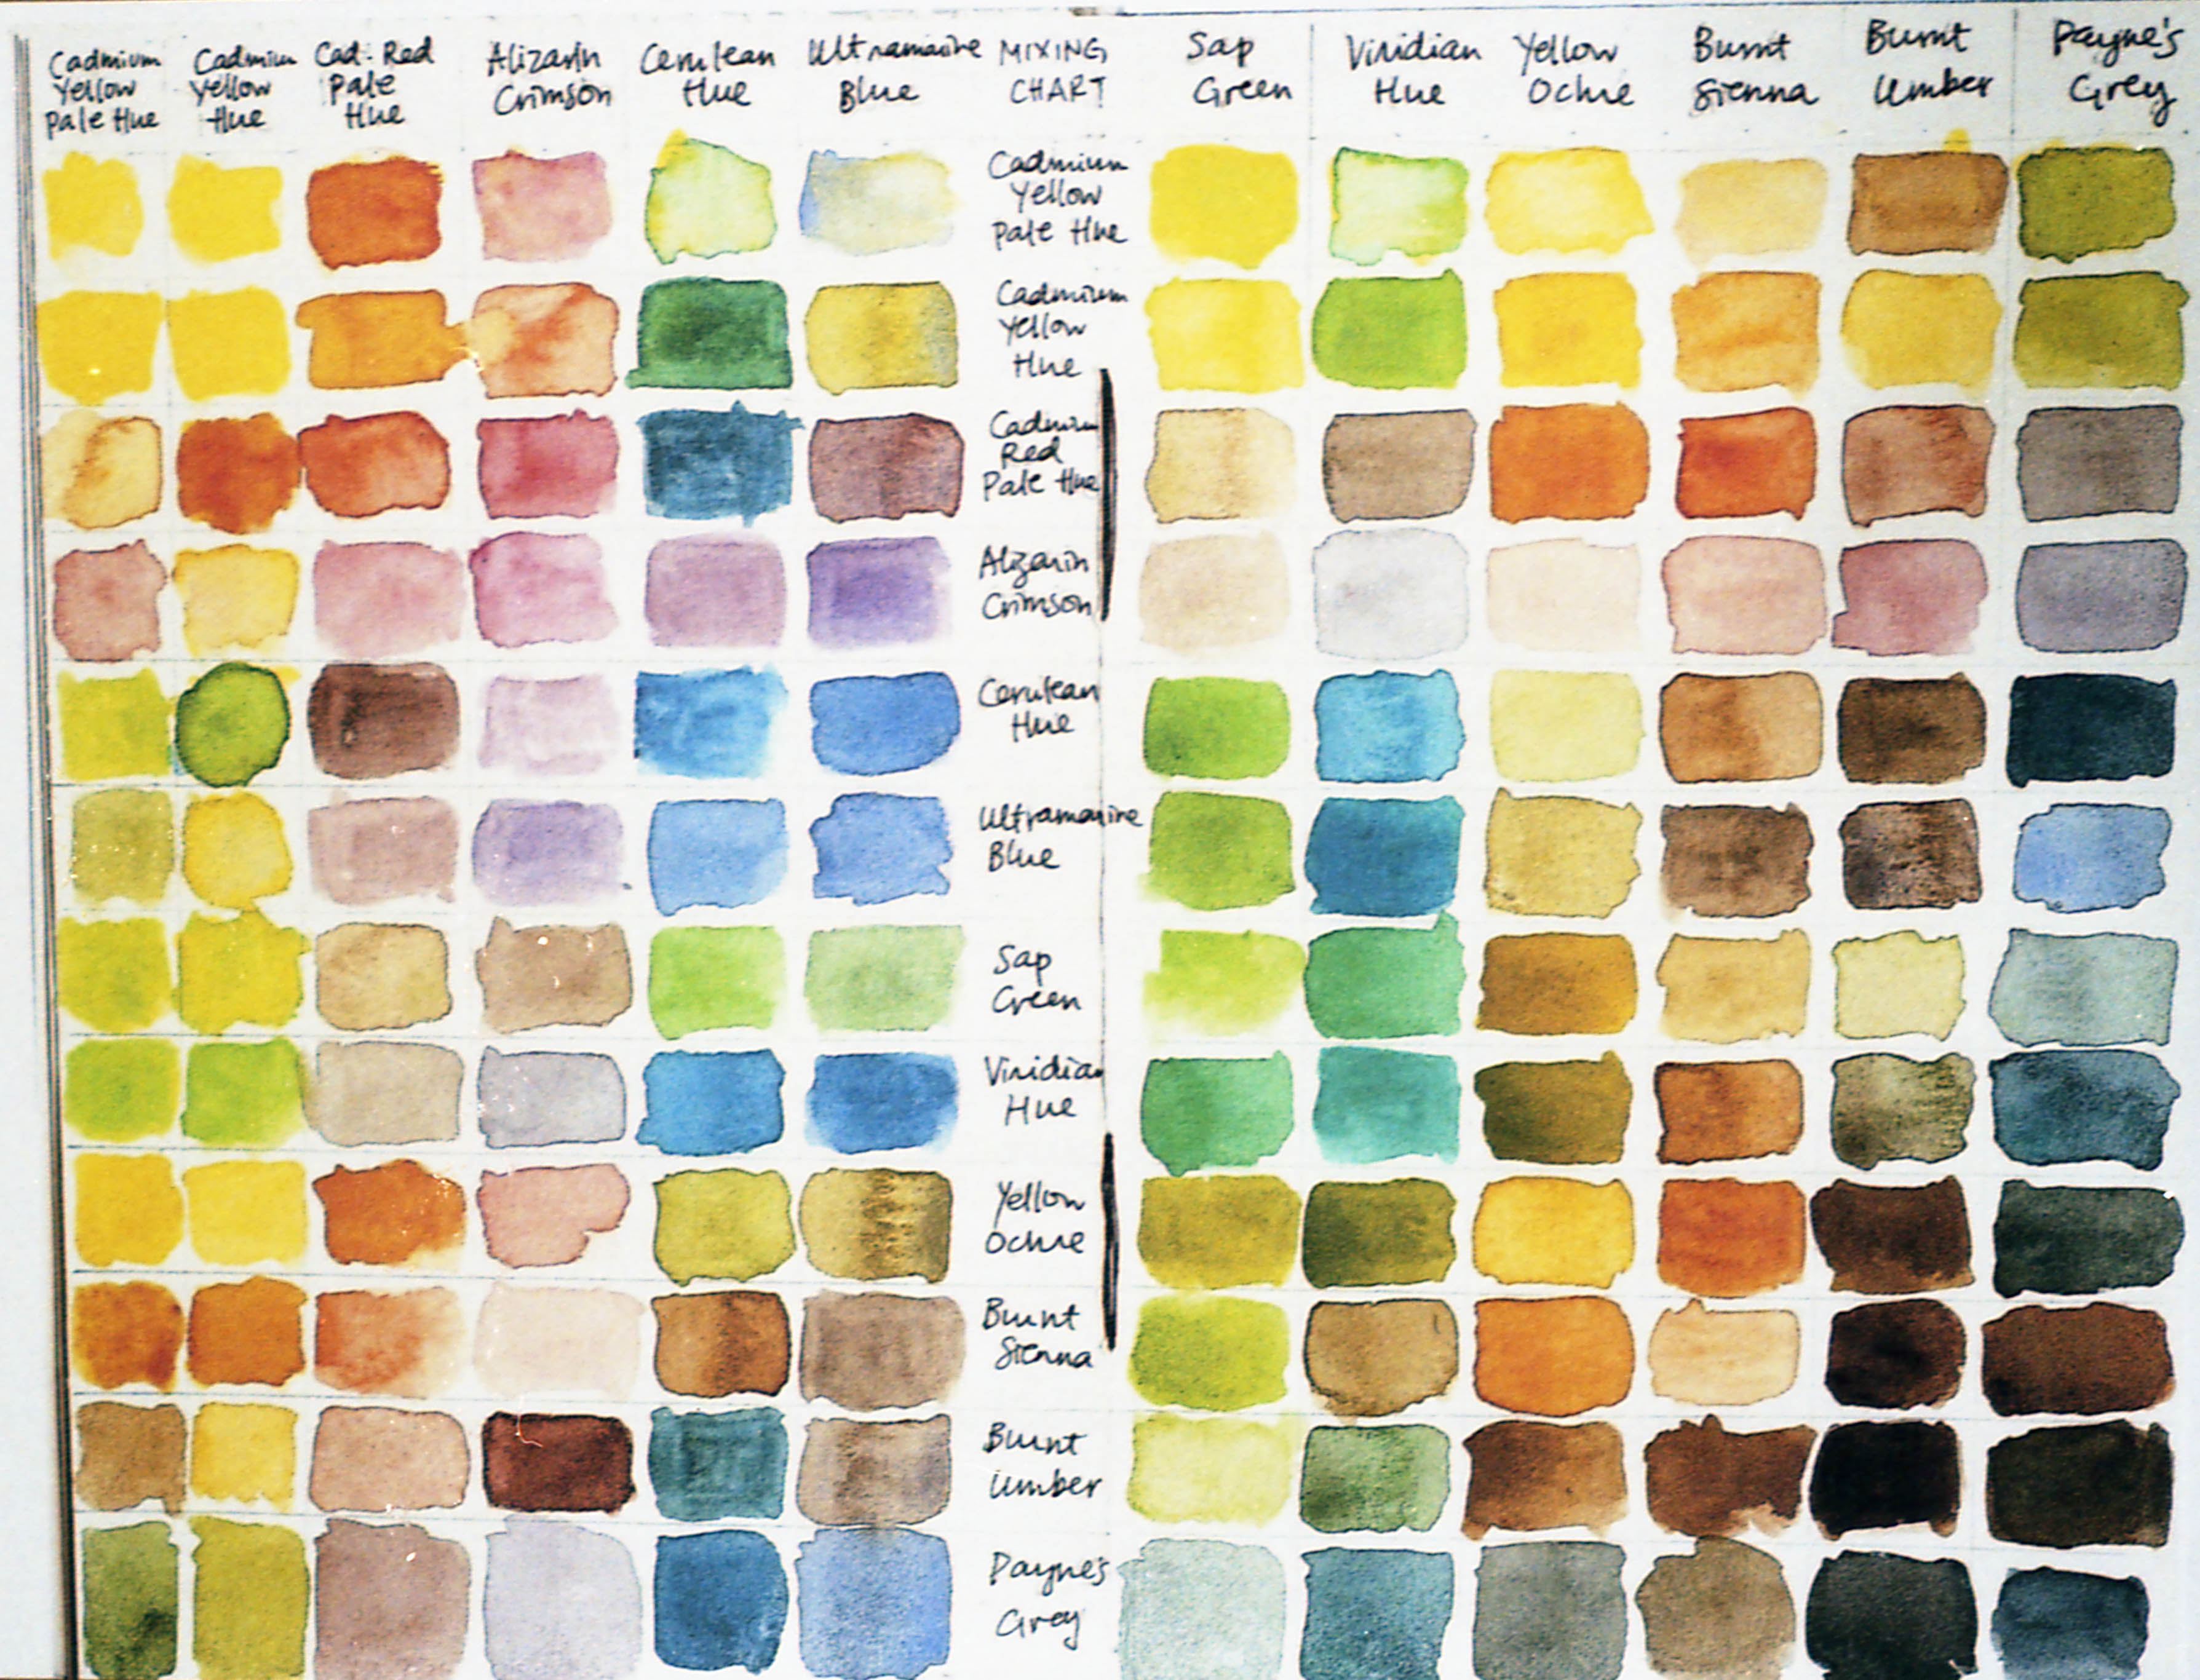 Cadmium
Yellow
Pale Hue
Cadmium
Yellow
Hue
Cad. Red
Pale
Hue
Alizarin
Crimson
Cerulean
Hue
Ultramarine
Blue
MIXING
CHART
Sap
Green
Viridian
Hue
Yellow
Ochre
Burnt
Sienna
Burnt
Umber
Payne's
Grey
Cadmium
Yellow
Pale Hue
Cadmium
Yellow
Hue
Cadmium
Red
Pale Hue
Alizarin
Crimson
Cerulean
Hue
Ultramarine
Blue
Sap
Green
Viridian
Hue
Yellow
Ochre
Burnt
Sienna
Burnt
Umber
Payne's
Grey